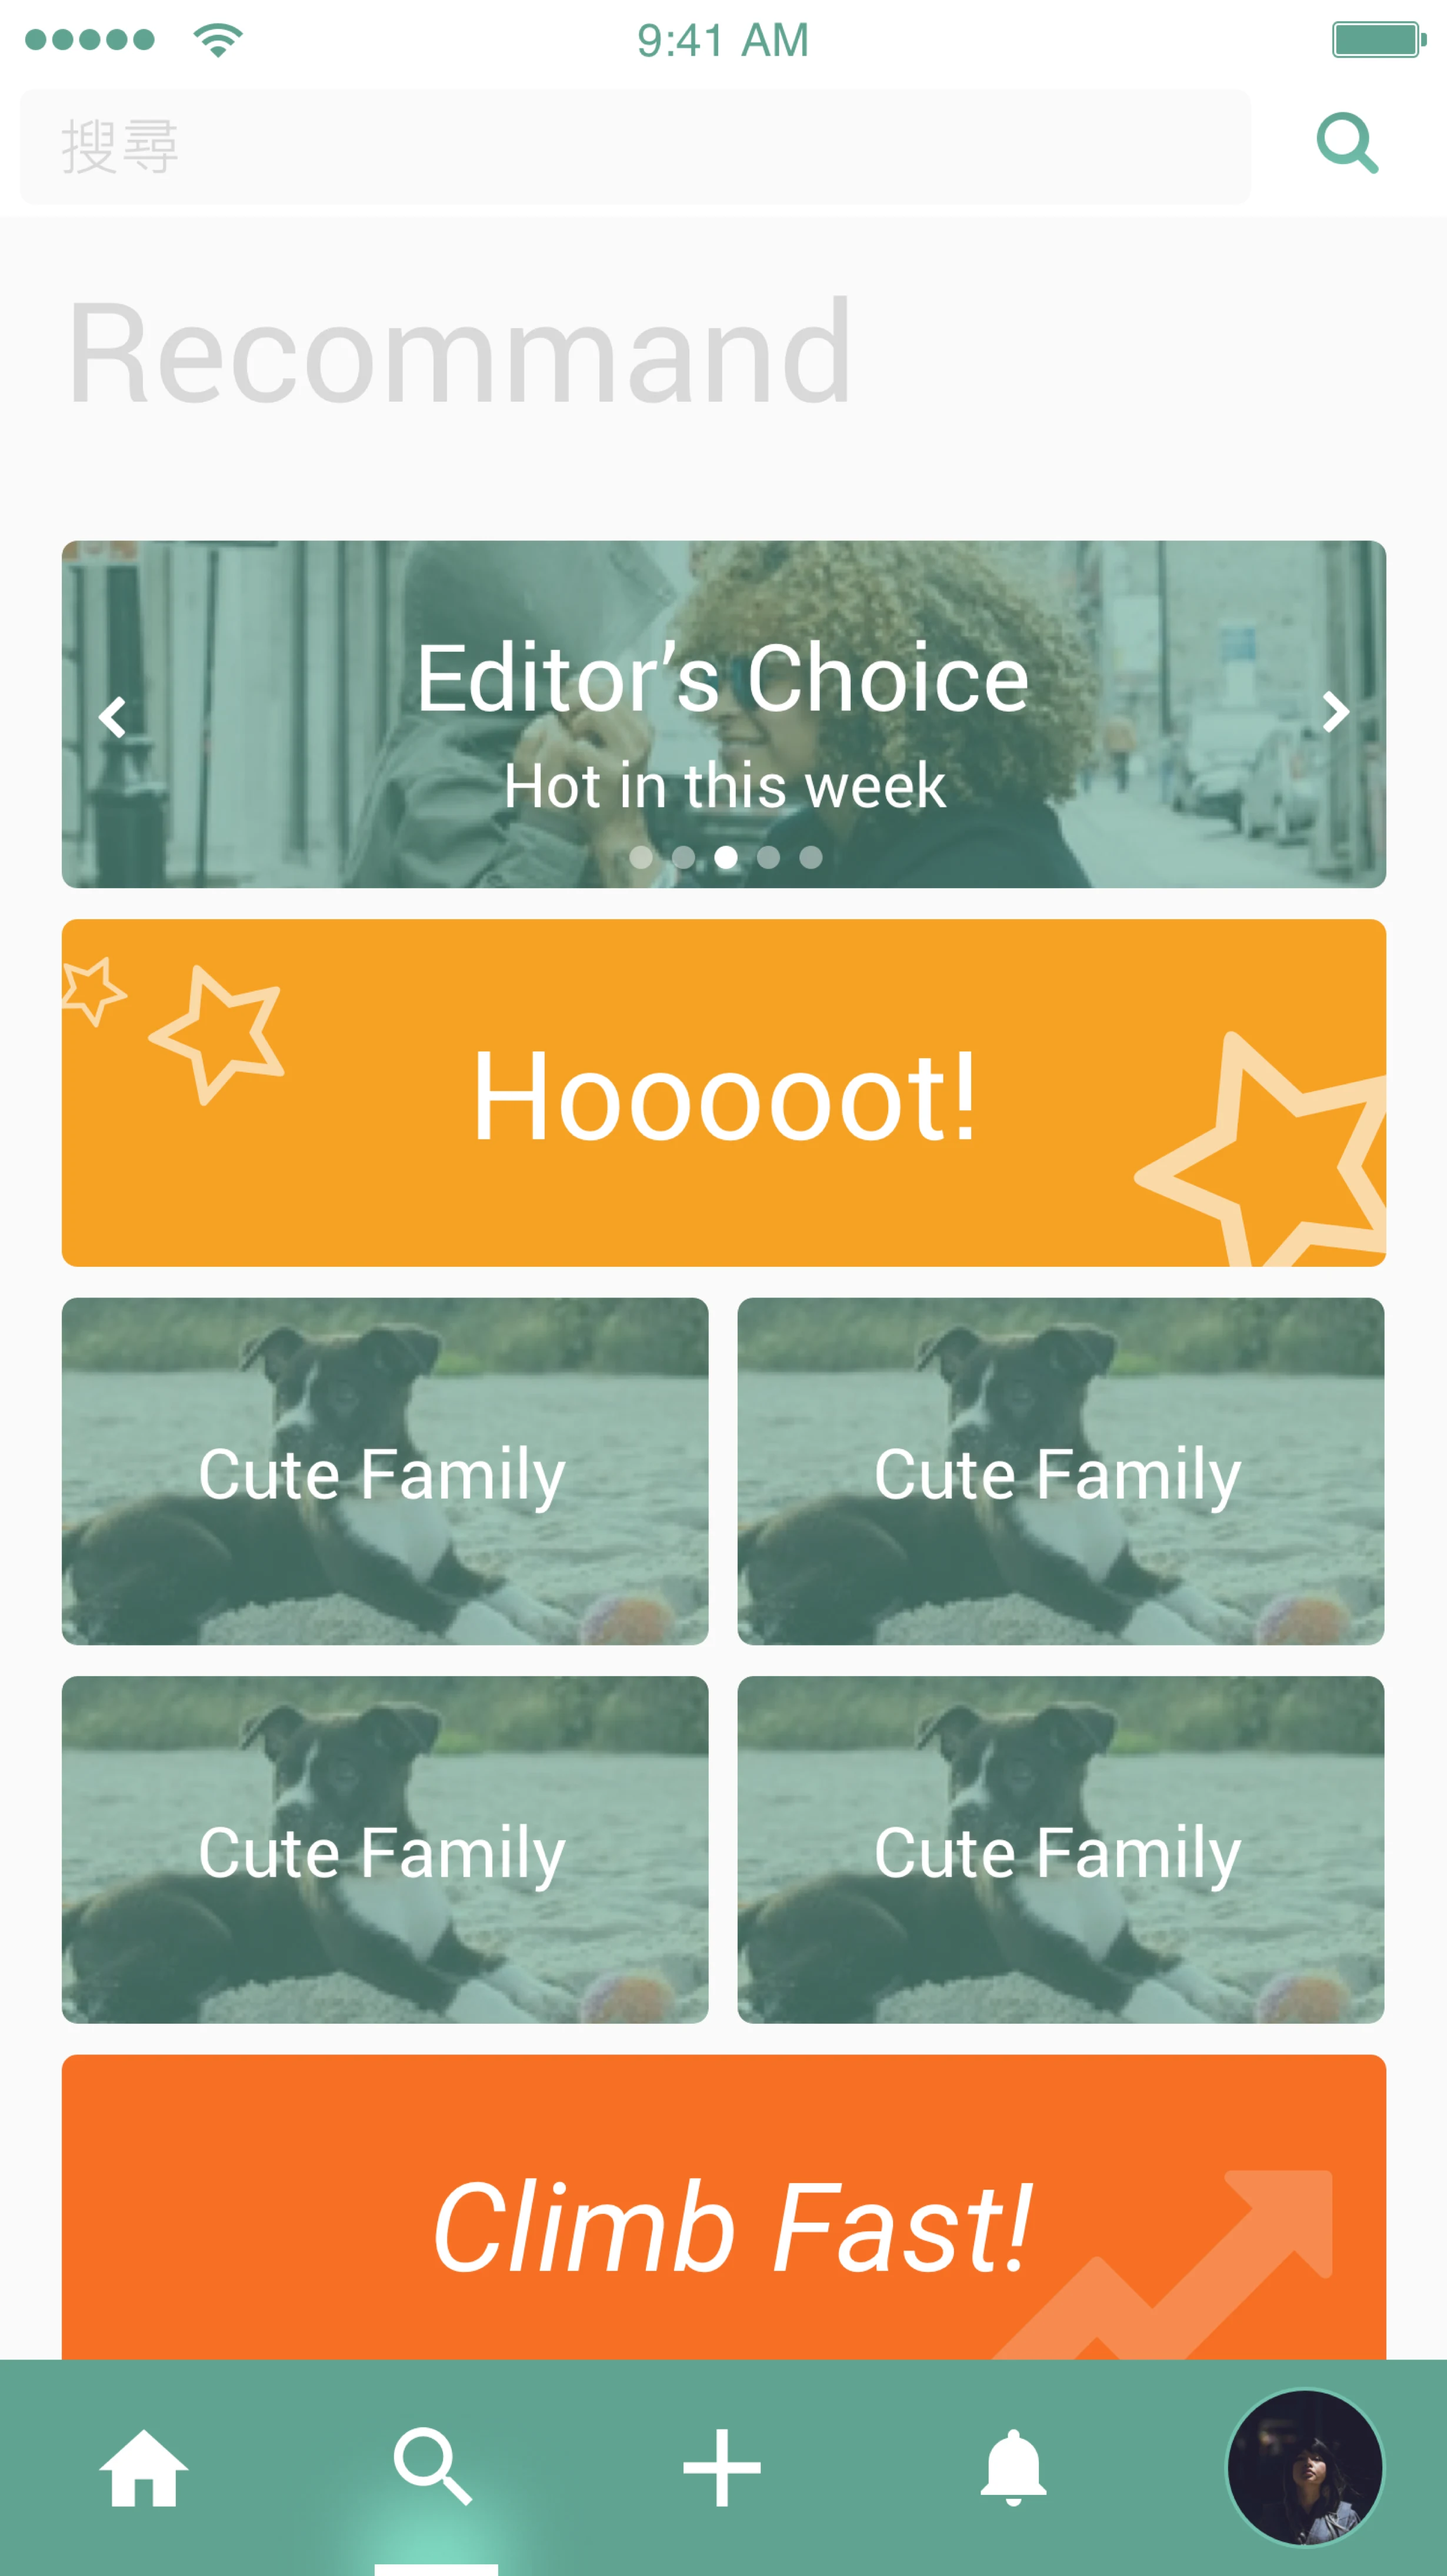 9:41 AM
搜尋
Recommand
Editor’s Choice
Hot in this week
Hooooot!
Cute Family
Cute Family
Cute Family
Cute Family
Climb Fast!